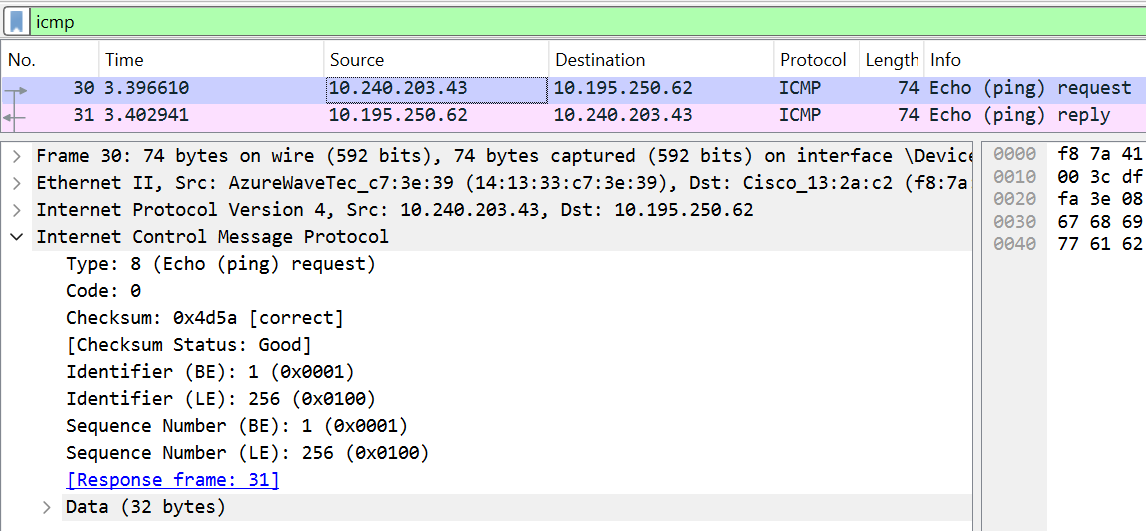 icmp
No. Time Source Destination Protocol Length Info
30 3.396610 10.240.203.43 10.195.250.62 ICMP 74 Echo (ping) request
31 3.402941 10.195.250.62 10.240.203.43 ICMP 74 Echo (ping) reply
Frame 30: 74 bytes on wire (592 bits), 74 bytes captured (592 bits) on interface \Device
Ethernet II, Src: AzureWaveTec_c7:3e:39 (14:13:33:c7:3e:39), Dst: Cisco_13:2a:c2 (f8:7a
Internet Protocol Version 4, Src: 10.240.203.43, Dst: 10.195.250.62
Internet Control Message Protocol
Type: 8 (Echo (ping) request)
Code: 0
Checksum: 0x4d5a [correct]
[Checksum Status: Good]
Identifier (BE): 1 (0x0001)
Identifier (LE): 256 (0x0100)
Sequence Number (BE): 1 (0x0001)
Sequence Number (LE): 256 (0x0100)
[Response frame: 31]
Data (32 bytes)
0000 f8 7a 41
0010 00 3c df
0020 fa 3e 08
0030 67 68 69
0040 77 61 62